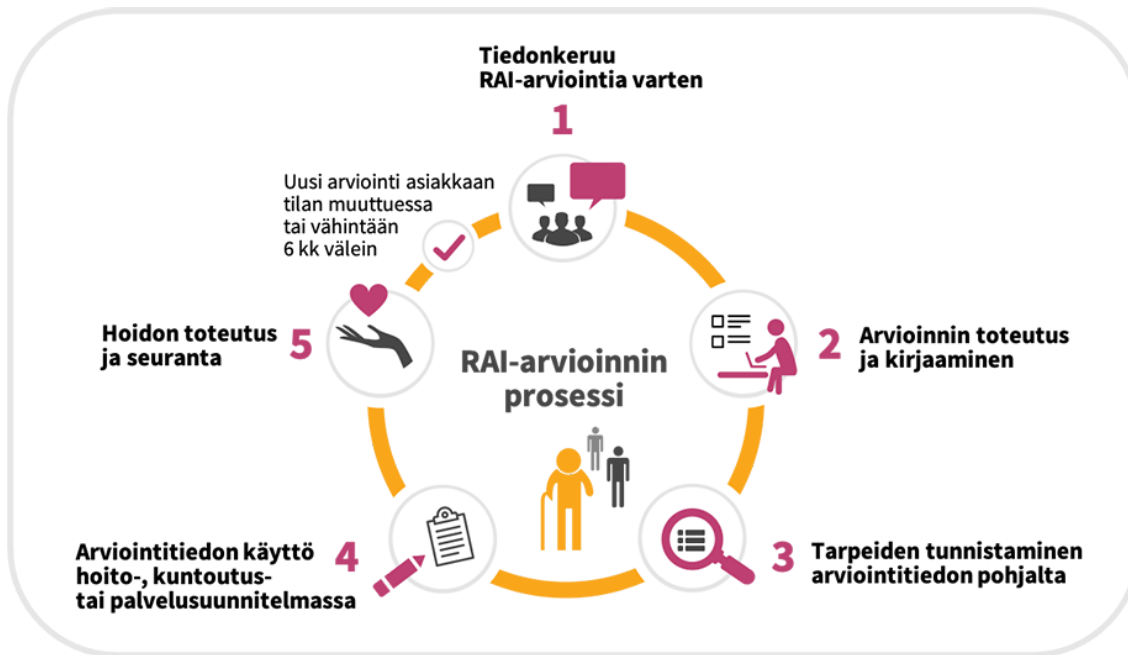 Tiedonkeruu
RAI-arviointia varten
1
Uusi arviointi asiakkaan
tilan muuttuessa
tai vähintään
6 kk välein
Hoidon toteutus
ja seuranta
5
RAI-arvioinnin
prosessi
2
Arvioinnin toteutus
ja kirjaaminen
Arviointitiedon käyttö
hoito-, kuntoutus-
tai palvelusuunnitelmassa
4
3
Tarpeiden tunnistaminen
arviointitiedon pohjalta